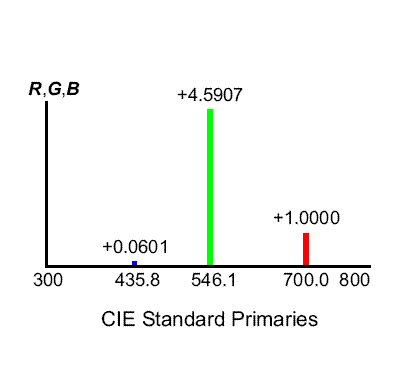 +4.5907
R,G,B
+1.0000
+0.0601
300 435.8 546.1 700.0 800
CIE Standard Primaries